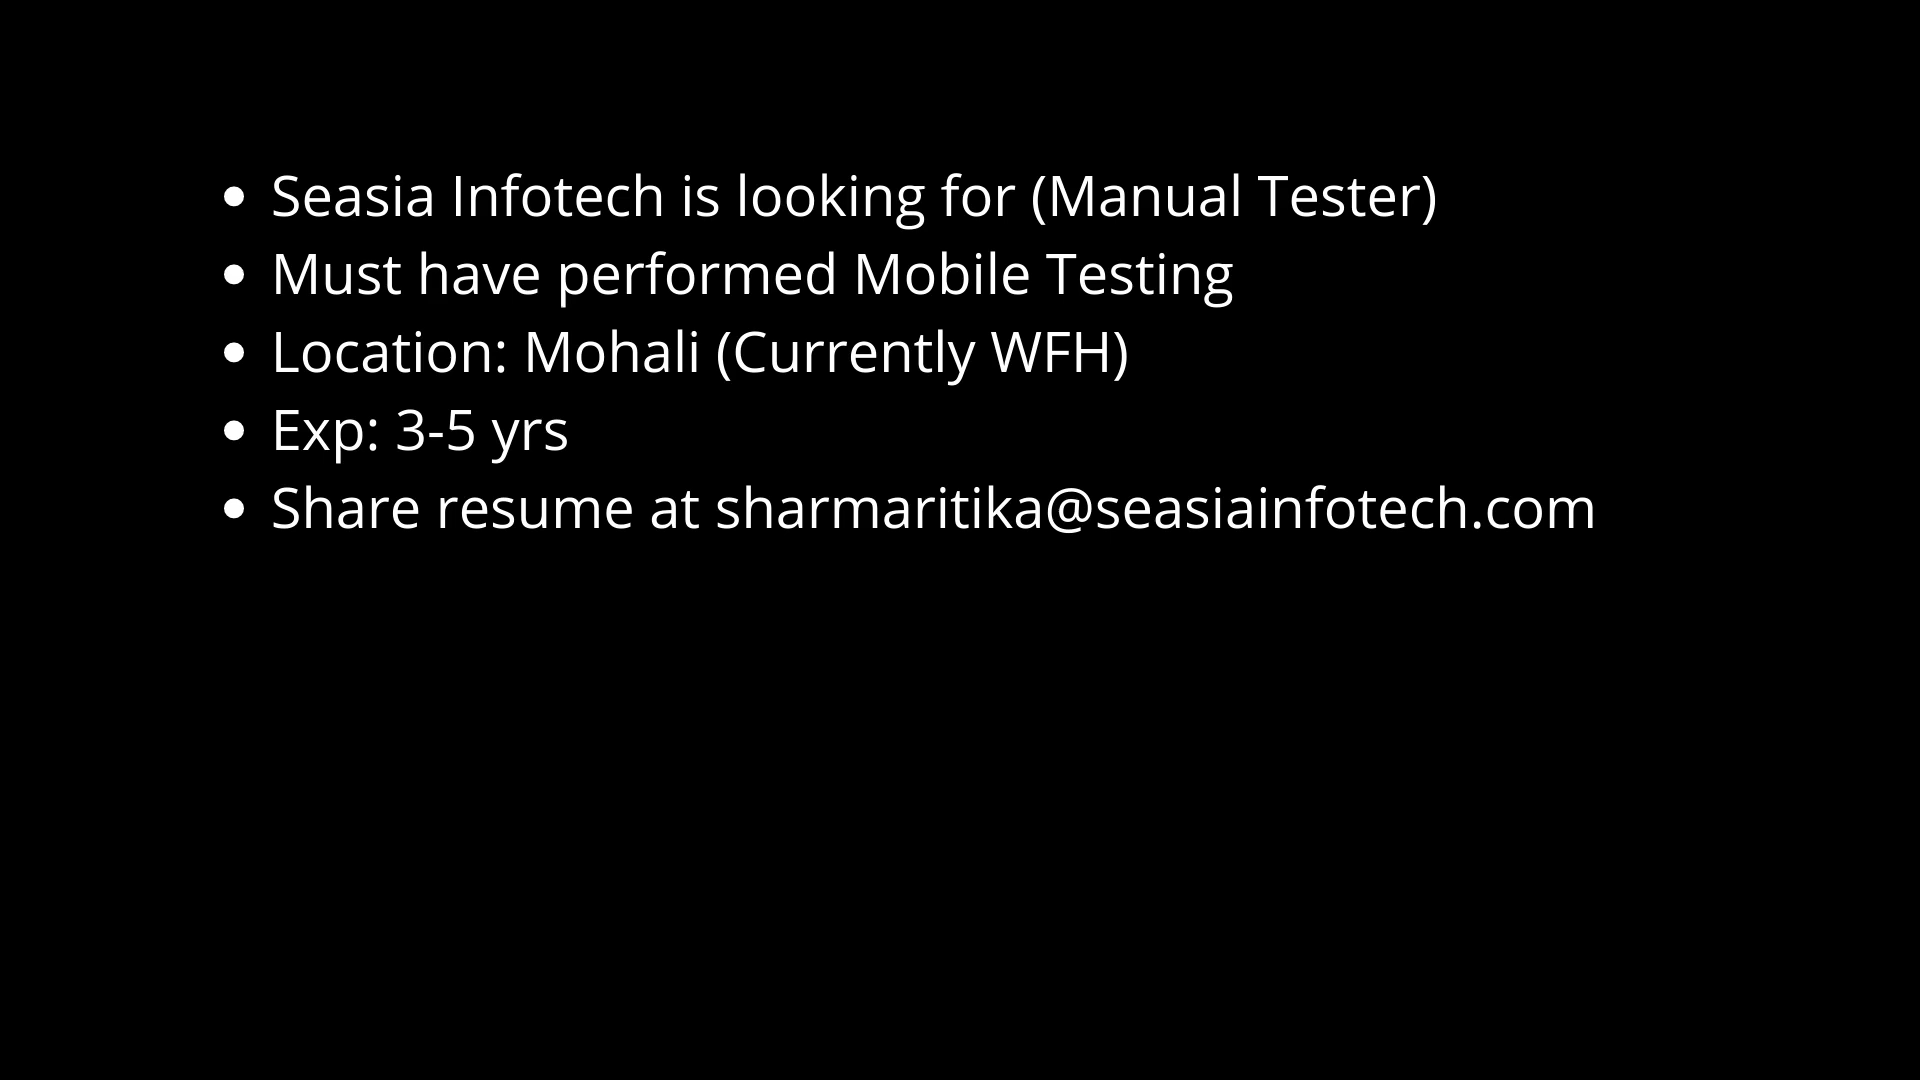 • Seasia Infotech is looking for (Manual Tester)
• Must have performed Mobile Testing
• Location: Mohali (Currently WFH)
• Exp: 3-5 yrs
• Share resume at sharmaritika@seasiainfotech.com